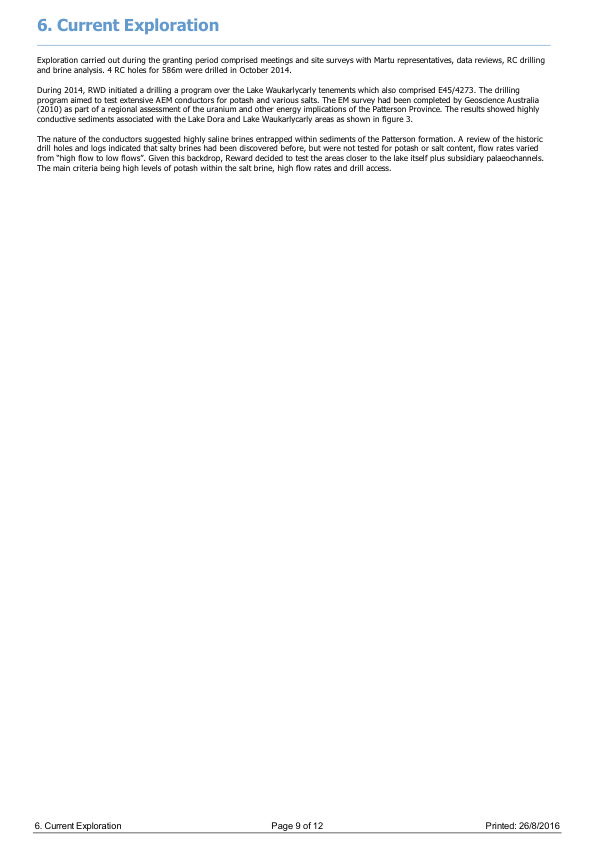 6. Current Exploration
Exploration carried out during the granting period comprised meetings and site surveys with Martu representatives, data reviews, RC drilling
and brine analysis. 4 RC holes for 586m were drilled in October 2014.
During 2014, RWD initiated a drilling a program over the Lake Waukarlycarly tenements which also comprised E45/4273. The drilling
program aimed to test extensive AEM conductors for potash and various salts. The EM survey had been completed by Geoscience Australia
(2010) as part of a regional assessment of the uranium and other energy implications of the Patterson Province. The results showed highly
conductive sediments associated with the Lake Dora and Lake Waukarlycarly areas as shown in figure 3.
The nature of the conductors suggested highly saline brines entrapped within sediments of the Patterson formation. A review of the historic
drill holes and logs indicated that salty brines had been discovered before, but were not tested for potash or salt content, flow rates varied
from “high flow to low flows”. Given this backdrop, Reward decided to test the areas closer to the lake itself plus subsidiary palaeochannels.
The main criteria being high levels of potash within the salt brine, high flow rates and drill access.
6. Current Exploration Page 9 of 12 Printed: 26/8/2016